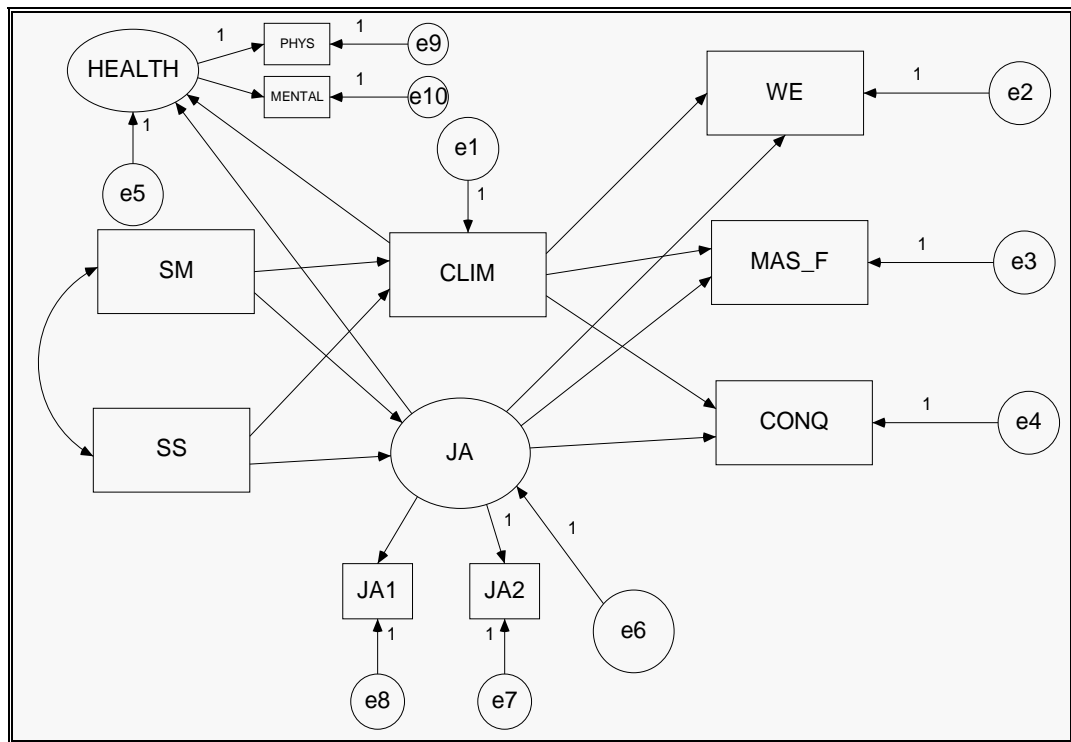 1
PHYS
1
e9
HEALTH
MENTAL
1
e10
1
e5
e1
1
WE
1
e2
SM
CLIM
MAS_F
1
e3
SS
JA
CONQ
1
e4
1
1
JA1
JA2
e6
1
1
e8
e7